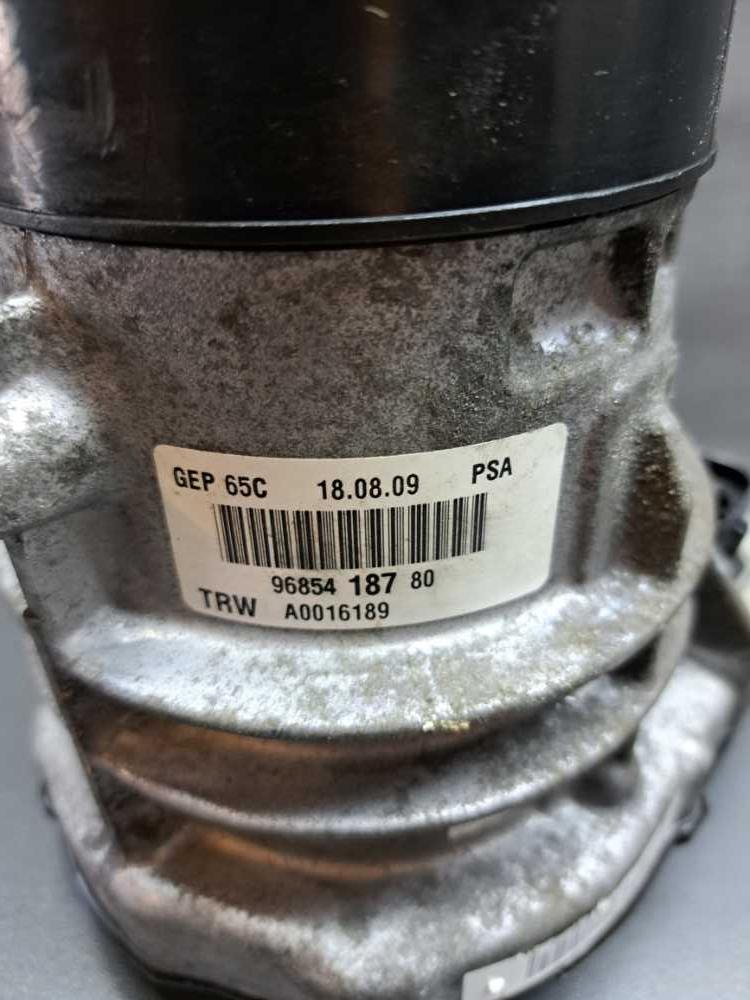 GEP 65C 18.08.09 PSA
96854 187 80
TRW A0016189